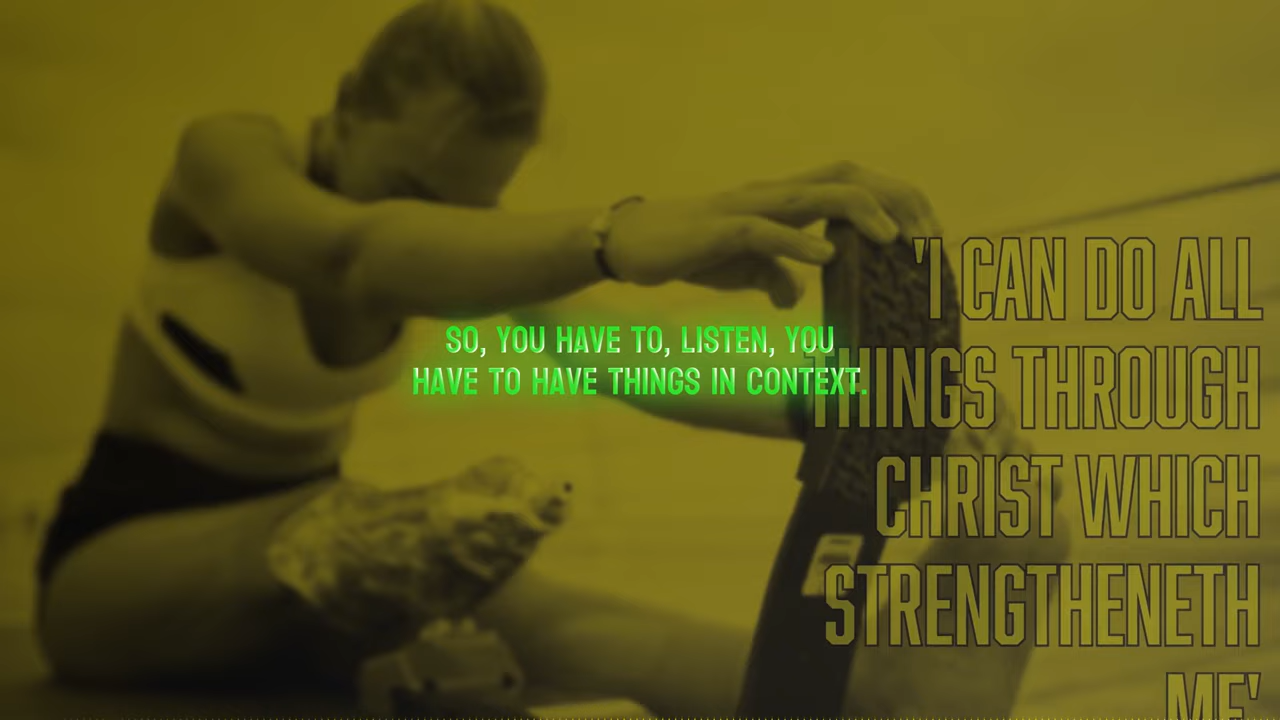 SO, YOU HAVE TO, LISTEN, YOU
HAVE TO HAVE THINGS IN CONTEXT.
'I CAN DO ALL
THINGS THROUGH
CHRIST WHICH
STRENGTHENETH
ME'